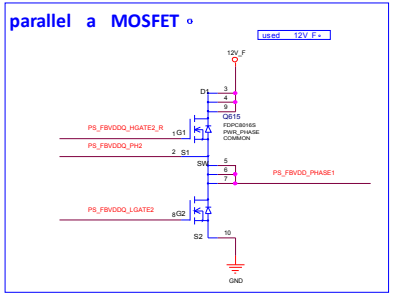 parallel a MOSFET。
used 12V_F。
12V_F
D1
3
4
9
Q615
FDPC8016S
PWR_PHASE
COMMON
PS_FBVDDQ_HGATE2_R
1 G1
PS_FBVDDQ_PH2
2 S1
SW
5
6
7
PS_FBVDD_PHASE1
PS_FBVDDQ_LGATE2
8 G2
S2
10
GND